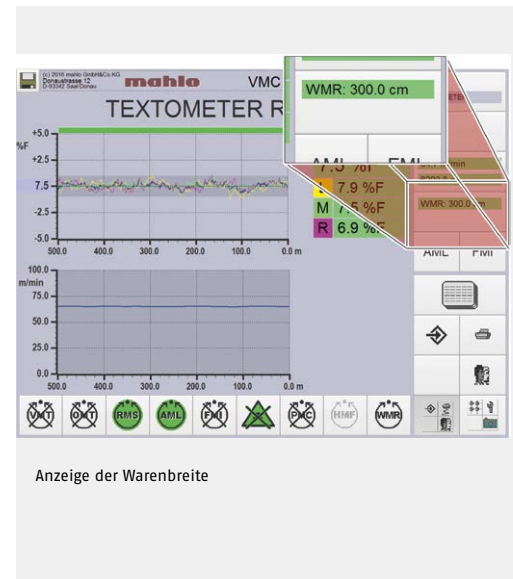 (c) 2016 mahlo GmbH&Co.KG
Donaustrasse 12
D-93342 Saal/Donau
mahlo
VMC
TEXTOMETER R
WMR: 300.0 cm
AML
%F
+5.0
+2.5
7.5
-2.5
-5.0
500.0 400.0 300.0 200.0 100.0 0.0 m
7.9 %F
M 7.5 %F
R 6.9 %F
WMR: 300.0 cm
AML FMI
100.0
m/min
75.0
50.0
25.0
0.0
500.0 400.0 300.0 200.0 100.0 0.0 m
VMT OMT RMS AML FMI PMC HMF WMR
Anzeige der Warenbreite